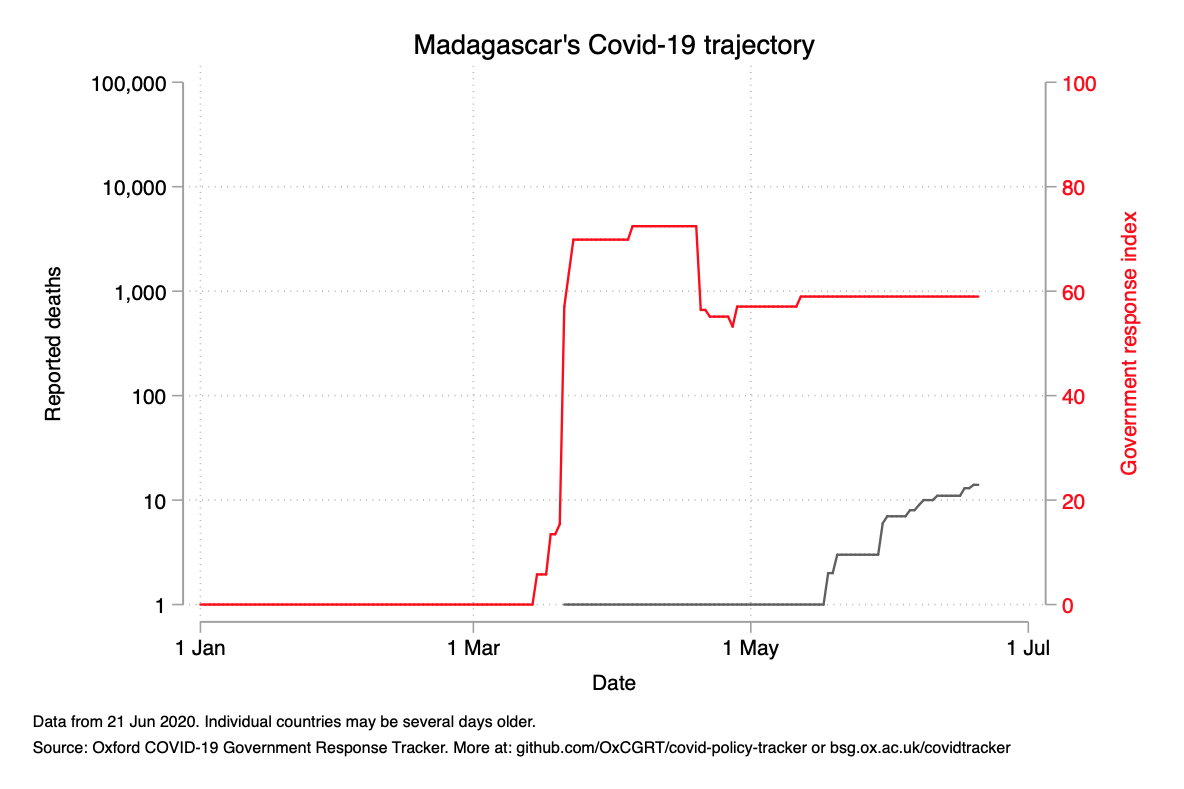 Madagascar's Covid-19 trajectory
100,000
10,000
1,000
100
10
1
Reported deaths
100
80
60
40
20
0
Government response index
1 Jan
1 Mar
1 May
1 Jul
Date
Data from 21 Jun 2020. Individual countries may be several days older.
Source: Oxford COVID-19 Government Response Tracker. More at: github.com/OxCGRT/covid-policy-tracker or bsg.ox.ac.uk/covidtracker